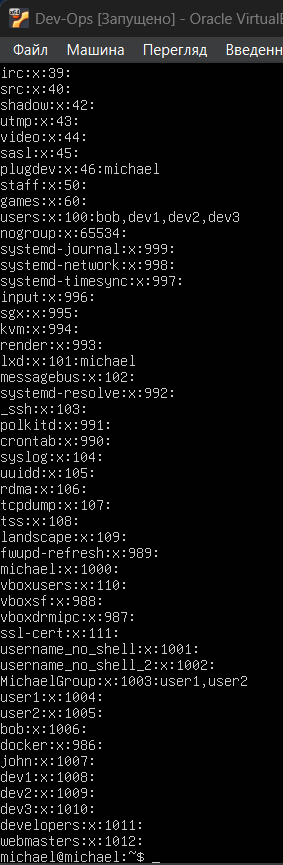 Dev-Ops [Запущено] - Oracle VirtualB
Файл Машина Перегляд Введенн
irc:x:39:
src:x:40:
shadow:x:42:
utmp:x:43:
video:x:44:
sasl:x:45:
plugdev:x:46:michael
staff:x:50:
games:x:60:
users:x:100:bob,dev1,dev2,dev3
nogroup:x:65534:
systemd-journal:x:999:
systemd-network:x:998:
systemd-timesync:x:997:
input:x:996:
sgx:x:995:
kvm:x:994:
render:x:993:
lxd:x:101:michael
messagebus:x:102:
systemd-resolve:x:992:
_ssh:x:103:
polkitd:x:991:
crontab:x:990:
syslog:x:104:
uuidd:x:105:
rdma:x:106:
tcpdump:x:107:
tss:x:108:
landscape:x:109:
fwupd-refresh:x:989:
michael:x:1000:
vboxusers:x:110:
vboxsf:x:988:
vboxdrmipc:x:987:
ssl-cert:x:111:
username_no_shell:x:1001:
username_no_shell_2:x:1002:
MichaelGroup:x:1003:user1,user2
user1:x:1004:
user2:x:1005:
bob:x:1006:
docker:x:986:
john:x:1007:
dev1:x:1008:
dev2:x:1009:
dev3:x:1010:
developers:x:1011:
webmasters:x:1012:
michael@michael:~$ _